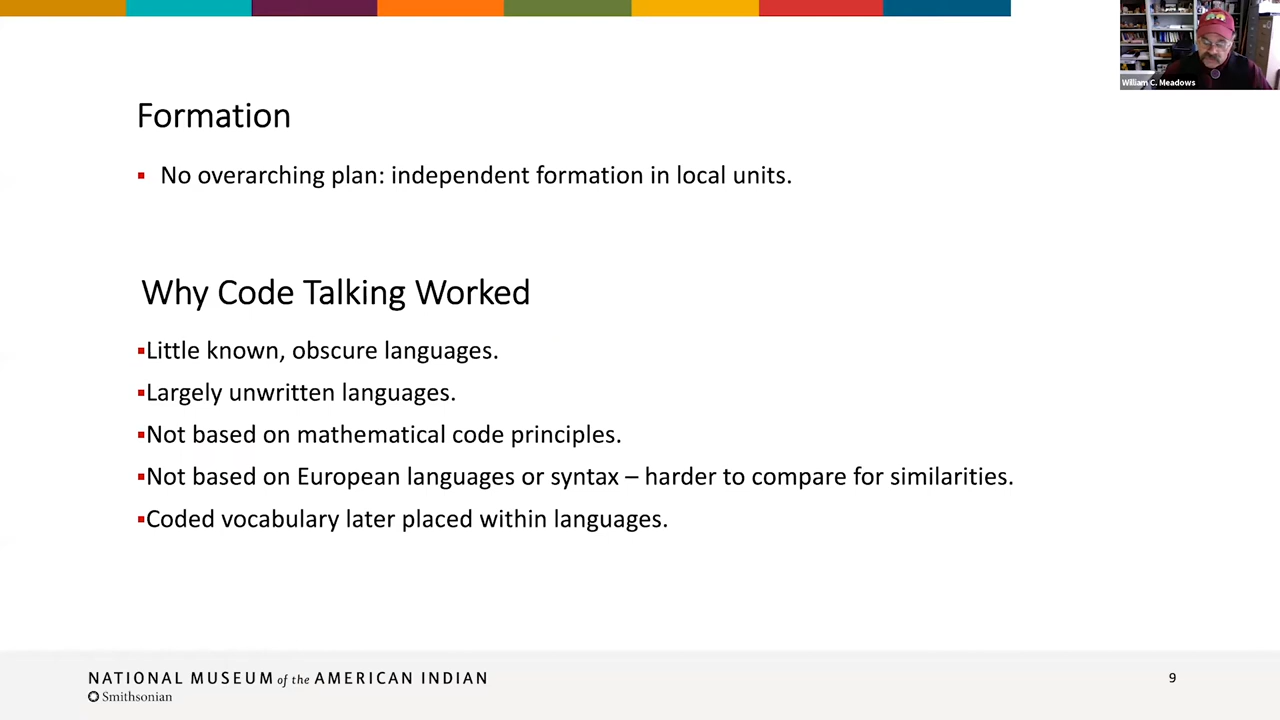 William C. Meadows
Formation
▪ No overarching plan: independent formation in local units.
Why Code Talking Worked
▪Little known, obscure languages.
▪Largely unwritten languages.
▪Not based on mathematical code principles.
▪Not based on European languages or syntax – harder to compare for similarities.
▪Coded vocabulary later placed within languages.
NATIONAL MUSEUM of the AMERICAN INDIAN
Smithsonian
9